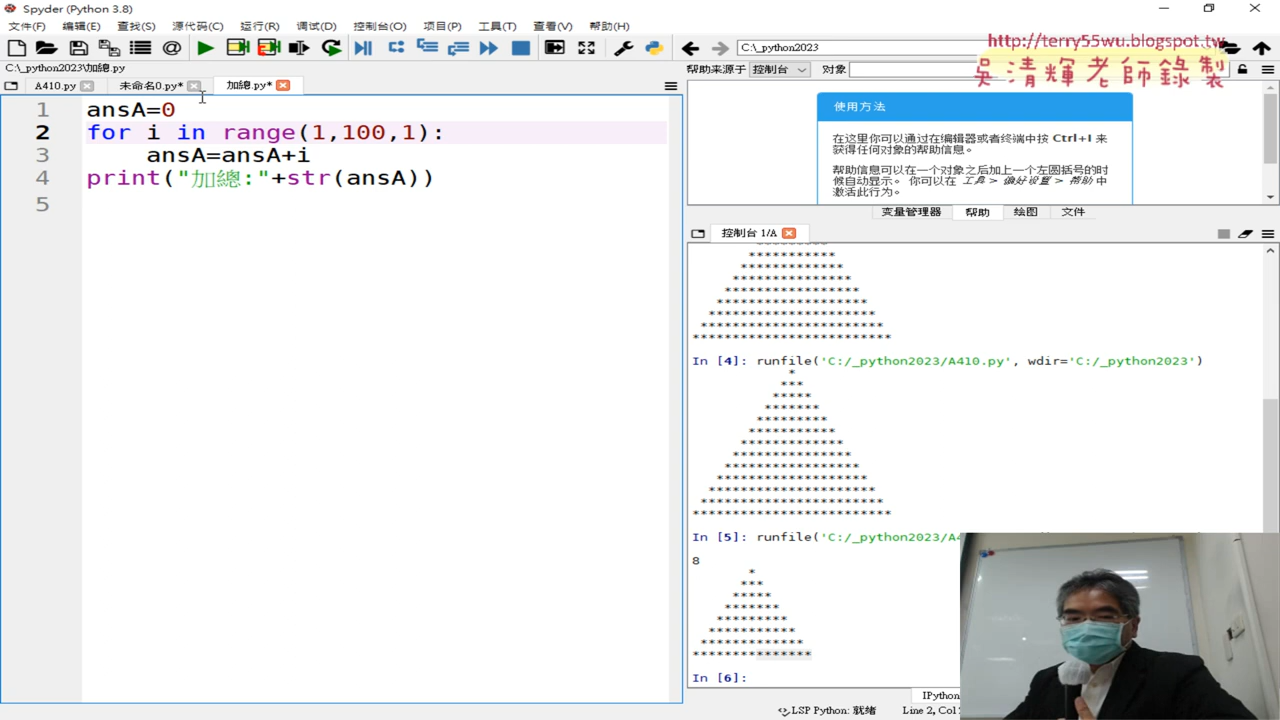 Spyder (Python 3.8)
文件(F) 编辑(E) 查找(S) 源代码(C) 运行(R) 调试(D) 控制台(O) 项目(P) 工具(T) 查看(V) 帮助(H)
C:\_python2023
http://terry55wu.blogspot.tw
吳清輝老師錄製
C:\_python2023\加總.py
帮助来源于 控制台 对象
A410.py 未命名0.py* 加總.py*
1 ansA=0
2 for i in range(1,100,1):
3 ansA=ansA+i
4 print("加總:"+str(ansA))
5
使用方法
在这里你可以通过在编辑器或者终端中按 Ctrl+I 来
获得任何对象的帮助信息。
帮助信息可以在一个对象之后加上一个左圆括号的时
候自动显示。 你可以在 工具 > 偏好设置 > 帮助 中
激活此行为。
变量管理器 帮助 绘图 文件
控制台 1/A
***********
*************
***************
*****************
*******************
*********************
***********************
*************************
In [4]: runfile('C:/_python2023/A410.py', wdir='C:/_python2023')
*
***
*****
*******
*********
***********
*************
***************
*****************
*******************
*********************
***********************
*************************
In [5]: runfile('C:/_python2023/A4
8
*
***
*****
*******
*********
***********
*************
***************
In [6]:
IPython
LSP Python: 就绪 Line 2, Col